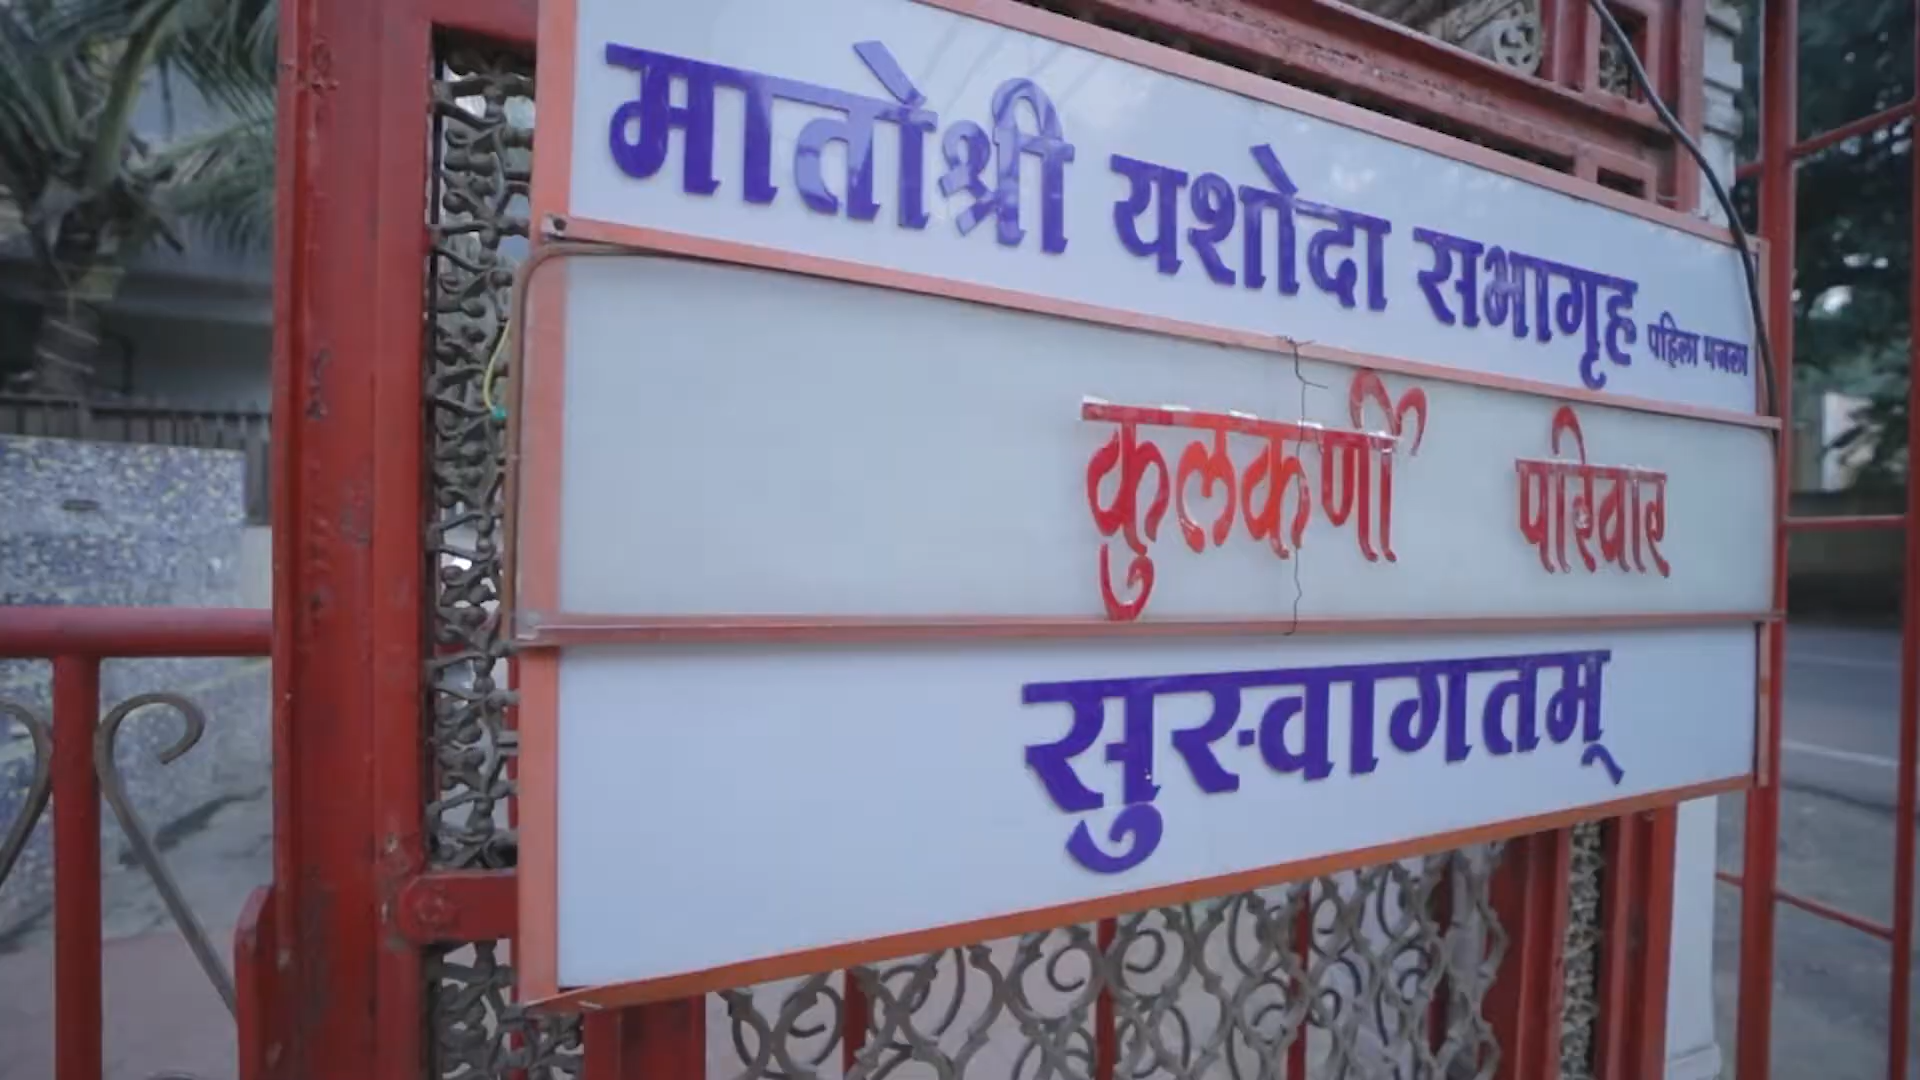 मातोश्री यशोदा सभागृह पहिला मजला
कुलकर्णी परिवार
सुस्वागतम्